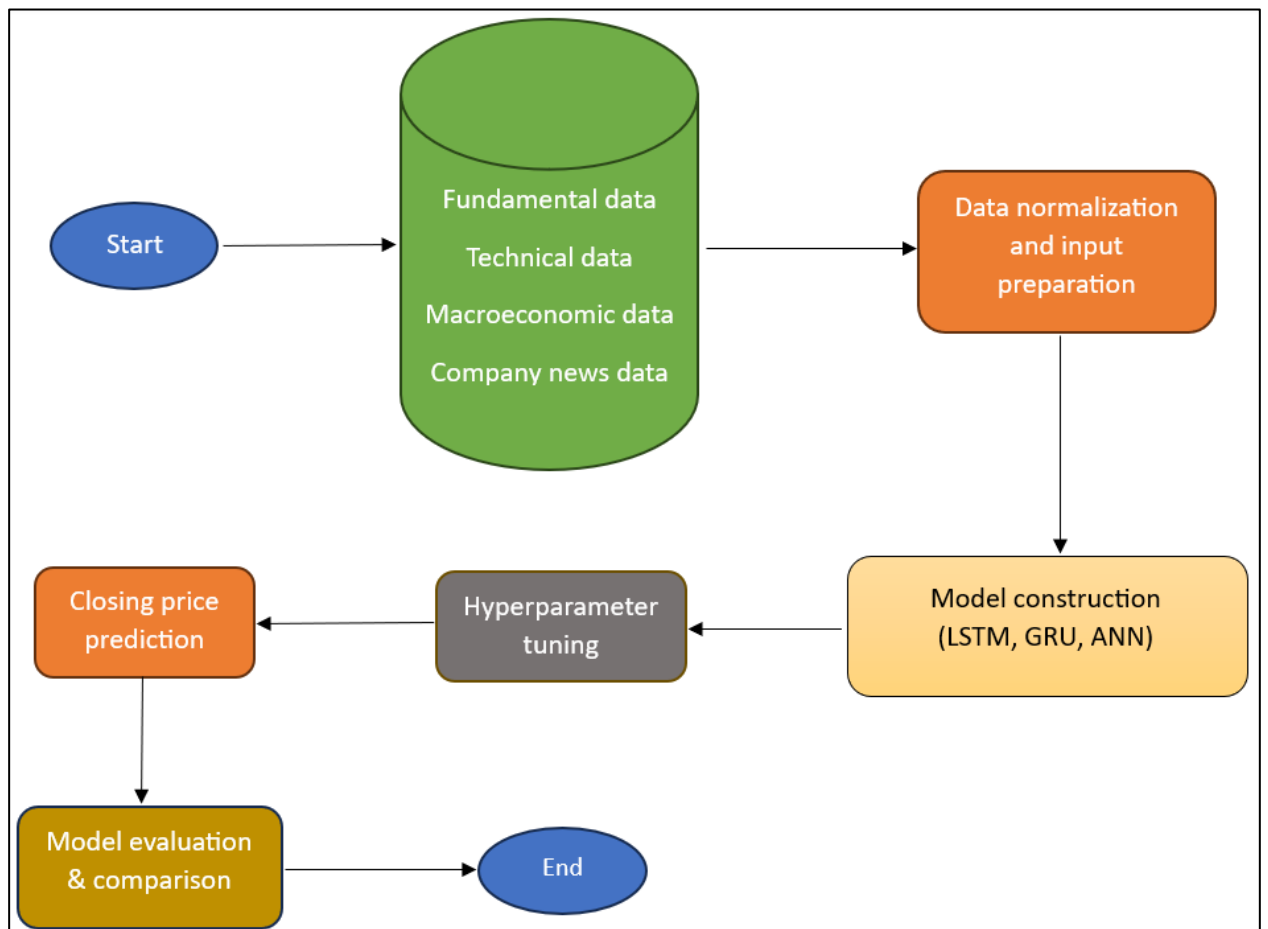 Start
Fundamental data
Technical data
Macroeconomic data
Company news data
Data normalization
and input
preparation
Model construction
(LSTM, GRU, ANN)
Hyperparameter
tuning
Closing price
prediction
Model evaluation
& comparison
End